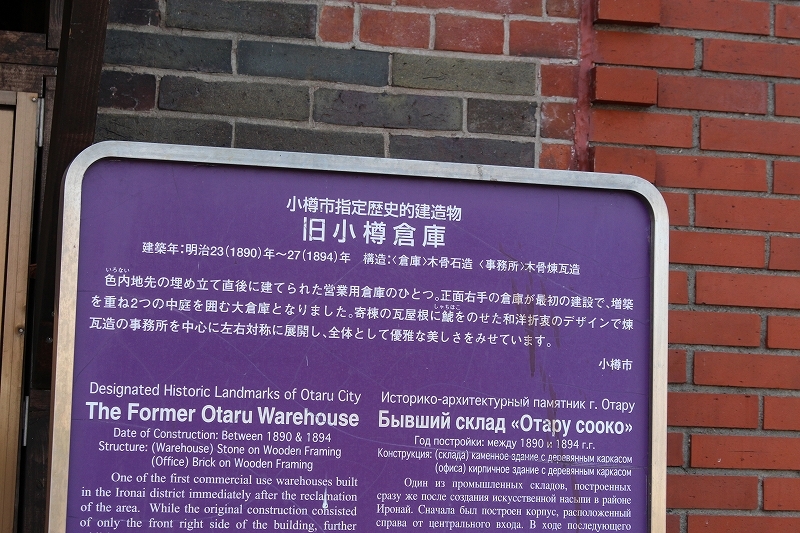 小樽市指定歴史的建造物
旧小樽倉庫
建築年:明治23(1890)年〜27(1894)年　構造:〈倉庫〉木骨石造〈事務所〉木骨煉瓦造
いろない
色内地先の埋め立て直後に建てられた営業用倉庫のひとつ。正面右手の倉庫が最初の建設で、増築
しゃちほこ
を重ね2つの中庭を囲む大倉庫となりました。寄棟の瓦屋根に鯱をのせた和洋折衷のデザインで煉
瓦造の事務所を中心に左右対称に展開し、全体として優雅な美しさをみせています。
小樽市
Designated Historic Landmarks of Otaru City
The Former Otaru Warehouse
Date of Construction: Between 1890 & 1894
Structure: (Warehouse) Stone on Wooden Framing
(Office) Brick on Wooden Framing
One of the first commercial use warehouses built
in the Ironai district immediately after the reclamation
of the area. While the original construction consisted
of only the front right side of the building, further
Историко-архитектурный памятник г. Отару
Бывший склад «Отару сооко»
Год постройки: между 1890 и 1894 г.г.
Конструкция: (склада) каменное здание с деревянным каркасом
(офиса) кирпичное здание с деревянным каркасом
Один из промышленных складов, построенных
сразу же после создания искусственной насыпи в районе
Иронай. Сначала был построен корпус, расположенный
справа от центрального входа. В ходе последующего